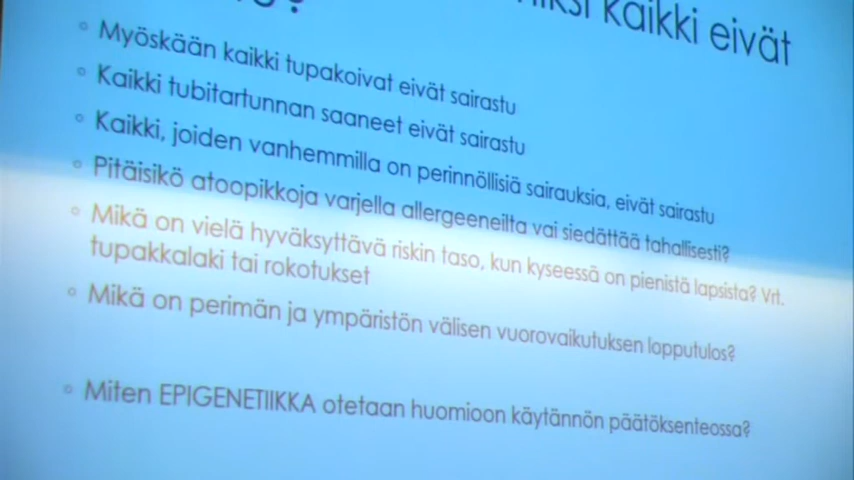 kaikki eivät
Myöskään kaikki tupakoivat eivät sairastu
Kaikki tubitartunnan saaneet eivät sairastu
Kaikki, joiden vanhemmilla on perinnöllisiä sairauksia, eivät sairastu
Pitäisikö atoopikkoja varjella allergeeneilta vai siedättää tahallisesti?
Mikä on vielä hyväksyttävä riskin taso, kun kyseessä on pienistä lapsista? Vrt.
tupakkalaki tai rokotukset
Mikä on perimän ja ympäristön välisen vuorovaikutuksen lopputulos?
Miten EPIGENETIIKKA otetaan huomioon käytännön päätöksenteossa?